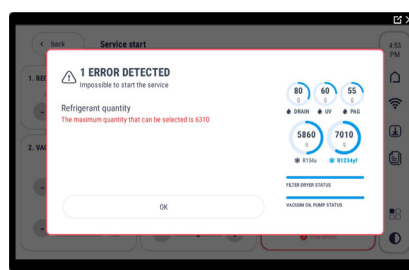 Back
Service start
4:53
PM
1 ERROR DETECTED
Impossible to start the service
Refrigerant quantity
The maximum quantity that can be selected is 6310
80
0
DRAIN
60
0
UV
55
5
PAG
5860
0
R134a
7010
0
R1234yf
FILTER DRYER STATUS
VACUUM OIL PUMP STATUS
OK
1. REC
2. VAC